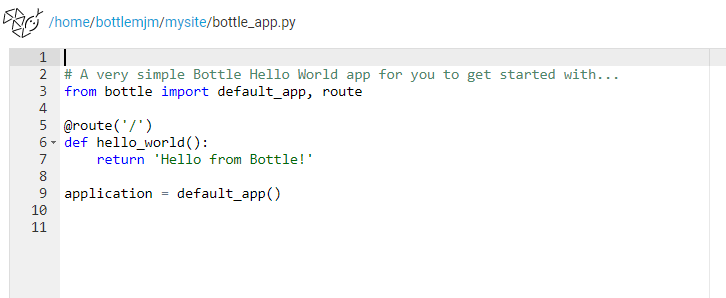 /home/bottlemjm/mysite/bottle_app.py
1
2 # A very simple Bottle Hello World app for you to get started with...
3 from bottle import default_app, route
4
5 @route('/')
6 def hello_world():
7     return 'Hello from Bottle!'
8
9 application = default_app()
10
11